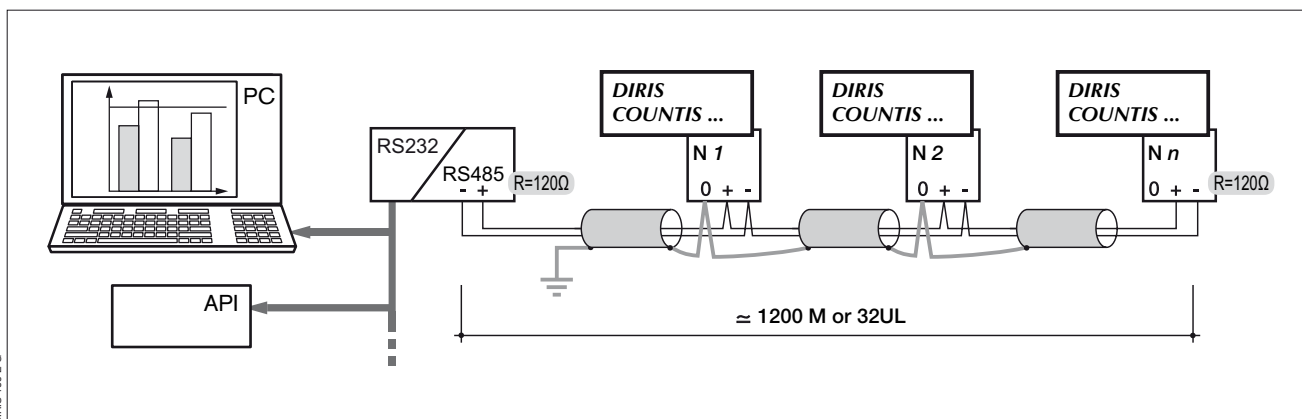 PC
RS232
RS485
- +
R=120Ω
API
DIRIS
COUNTIS ...
N 1
0 + -
DIRIS
COUNTIS ...
N 2
0 + -
DIRIS
COUNTIS ...
N n
0 + -
R=120Ω
≃ 1200 M or 32UL